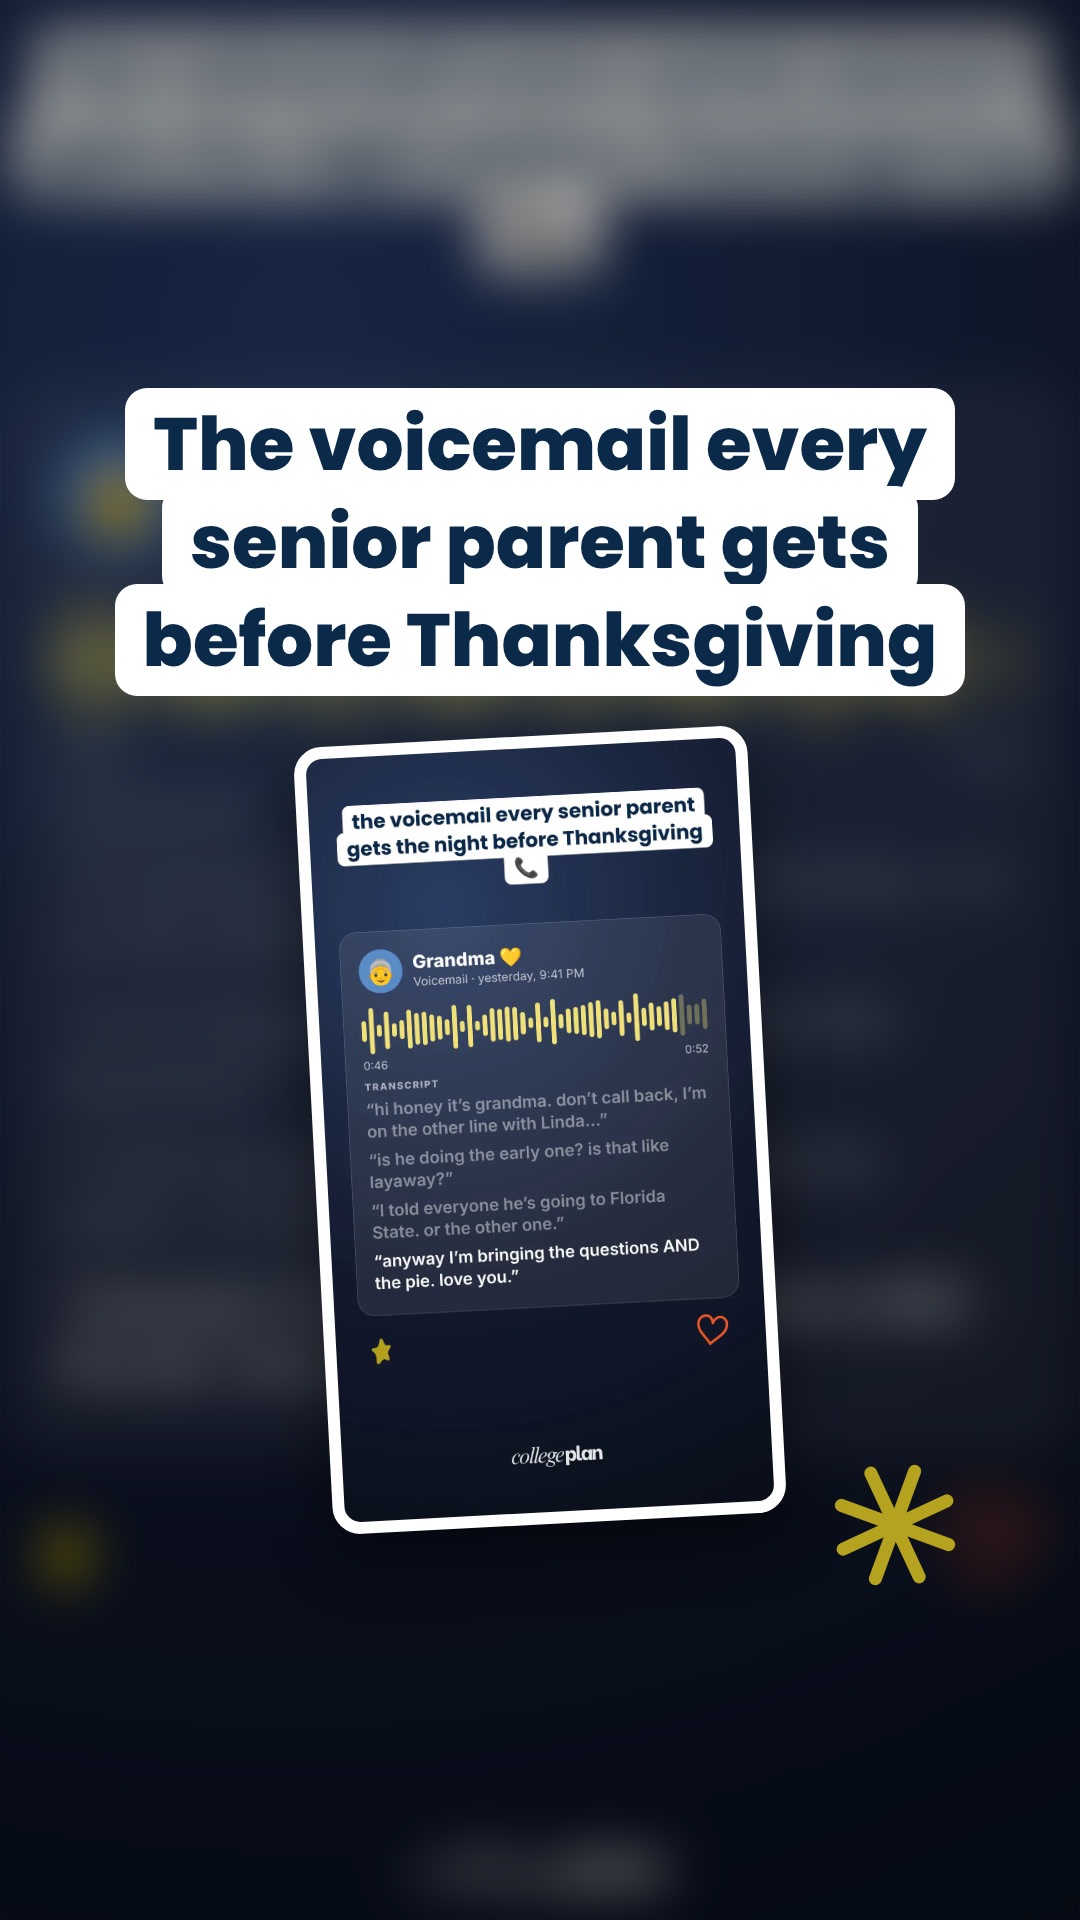 The voicemail every
senior parent gets
before Thanksgiving
the voicemail every senior parent
gets the night before Thanksgiving
📞
Grandma 💛
Voicemail · yesterday, 9:41 PM
0:46
0:52
TRANSCRIPT
“hi honey it’s grandma. don’t call back, I’m
on the other line with Linda...”
“is he doing the early one? is that like
layaway?”
“I told everyone he’s going to Florida
State. or the other one.”
“anyway I’m bringing the questions AND
the pie. love you.”
collegeplan